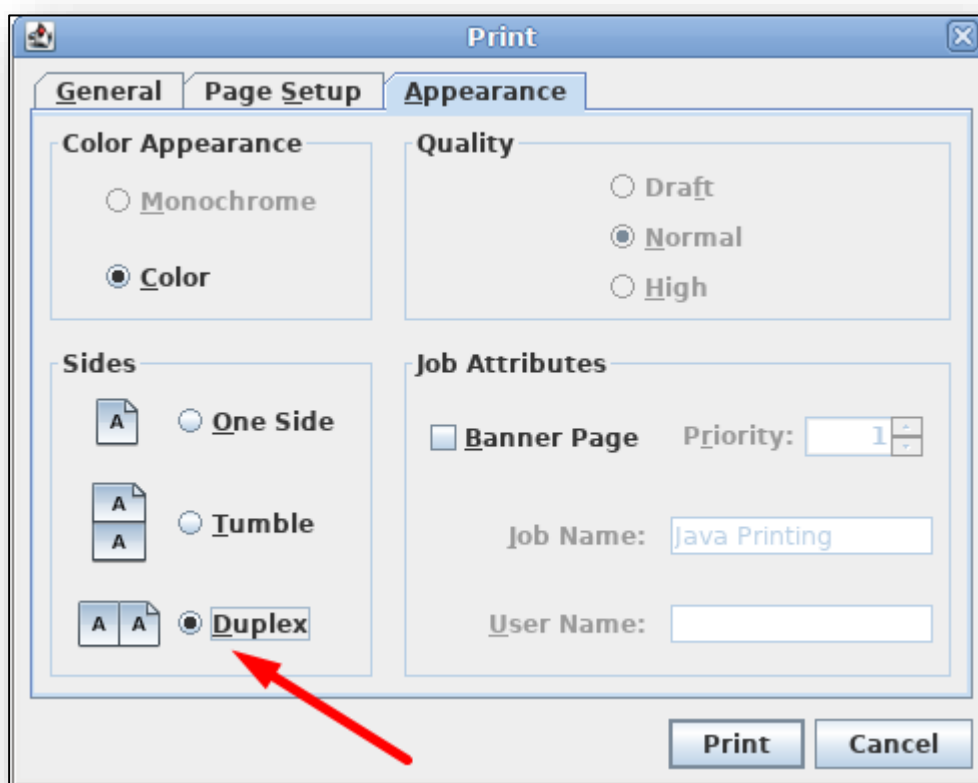 Print
General Page Setup Appearance
Color Appearance
Monochrome
Color
Quality
Draft
Normal
High
Sides
A One Side
A
A Tumble
A A Duplex
Job Attributes
Banner Page Priority: 1
Job Name: Java Printing
User Name:
Print Cancel